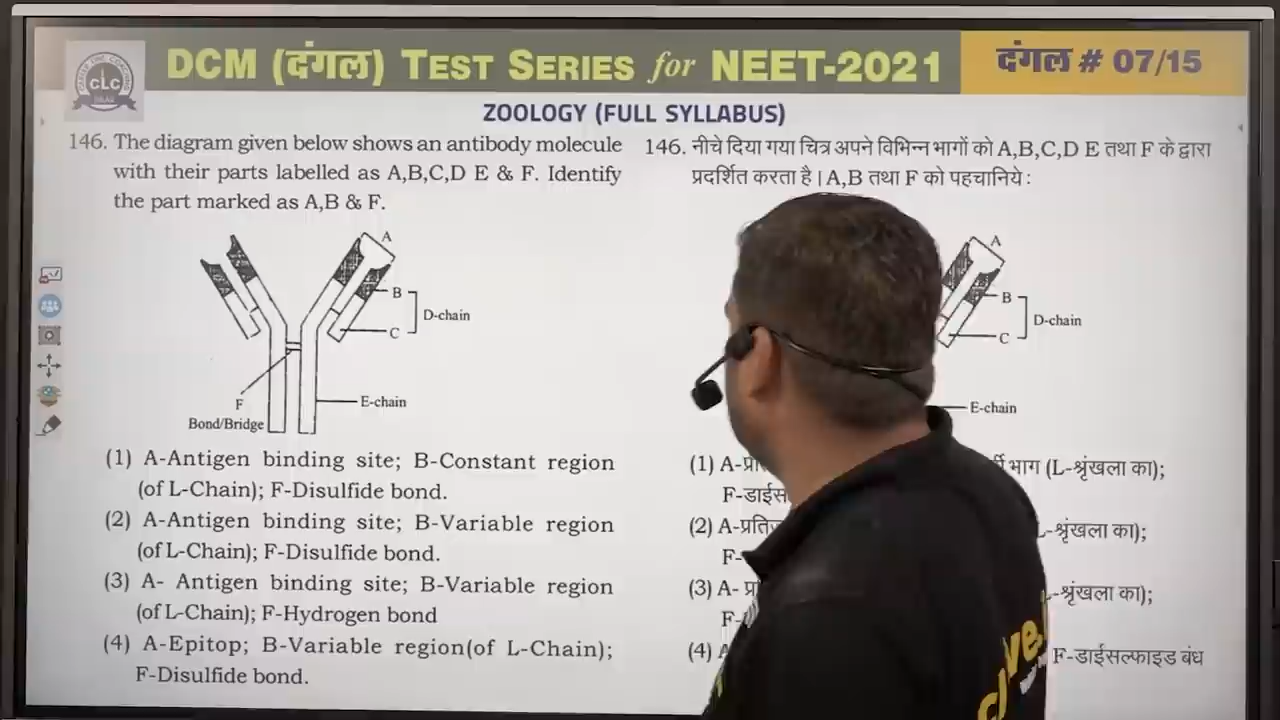 DCM (दंगल) TEST SERIES for NEET-2021
दंगल # 07/15
CLC
ZOOLOGY (FULL SYLLABUS)
146. The diagram given below shows an antibody molecule
with their parts labelled as A,B,C,D E & F. Identify
the part marked as A,B & F.
A
B
D-chain
C
F
E-chain
Bond/Bridge
(1) A-Antigen binding site; B-Constant region
(of L-Chain); F-Disulfide bond.
(2) A-Antigen binding site; B-Variable region
(of L-Chain); F-Disulfide bond.
(3) A- Antigen binding site; B-Variable region
(of L-Chain); F-Hydrogen bond
(4) A-Epitop; B-Variable region(of L-Chain);
F-Disulfide bond.
146. नीचे दिया गया चित्र अपने विभिन्न भागों को A,B,C,D E तथा F के द्वारा
प्रदर्शित करता है। A,B तथा F को पहचानिये :
A
B
D-chain
C
E-chain
(1) भाग (L-श्रृंखला का);
(2) L-श्रृंखला का);
F-
(3) A- श्रृंखला का);
F-
(4) F-डाईसल्फाइड बंध